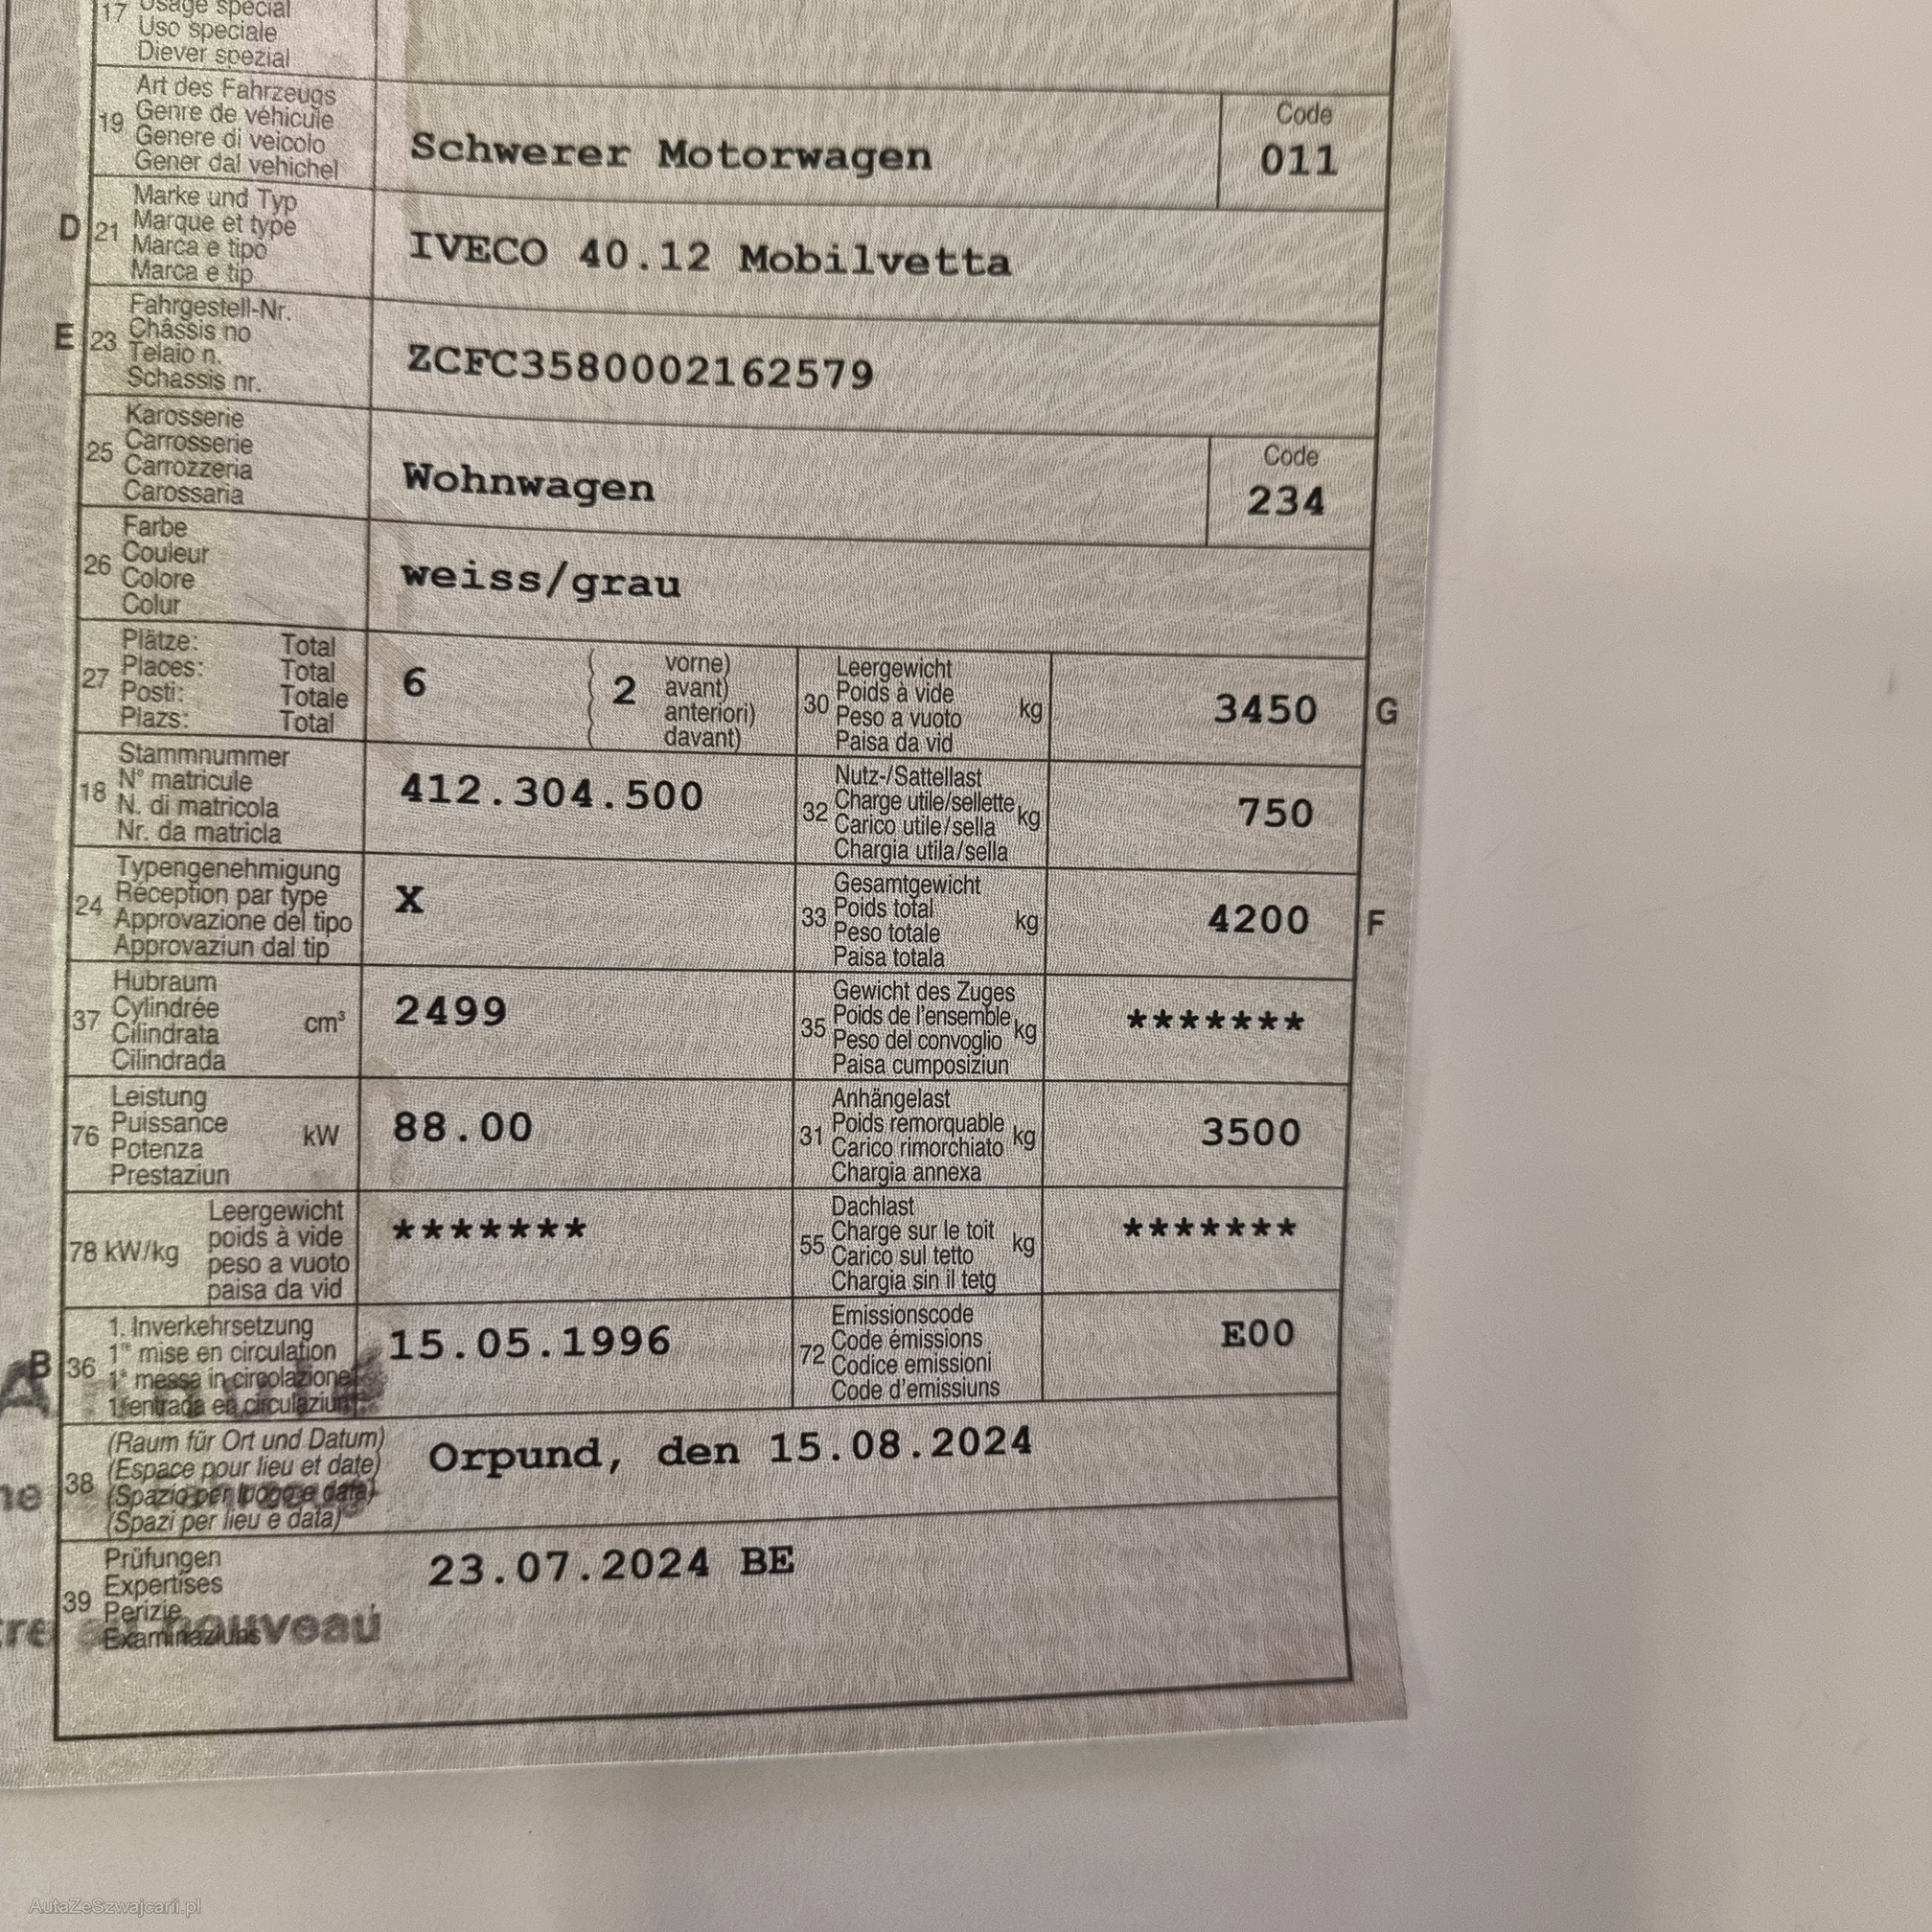 17 Usage spécial
Uso speciale
Diever spezial
19 Art des Fahrzeugs
Genre de véhicule
Genere di veicolo
Gener dal vehichel
Schwerer Motorwagen
Code
011
D 21 Marke und Typ
Marque et type
Marca e tipo
Marca e tip
IVECO 40.12 Mobilvetta
E 23 Fahrgestell-Nr.
Châssis no
Telaio n.
Schassis nr.
ZCFC3580002162579
25 Karosserie
Carrosserie
Carrozzeria
Carossaria
Wohnwagen
Code
234
26 Farbe
Couleur
Colore
Colur
weiss/grau
27 Plätze: Total
Places: Total
Posti: Totale
Plazs: Total
6
( 2 vorne)
avant)
anteriori)
davant)
30 Leergewicht
Poids à vide
Peso a vuoto
Paisa da vid
kg
3450 G
18 Stammnummer
N° matricule
N. di matricola
Nr. da matricla
412.304.500
32 Nutz-/Sattellast
Charge utile/sellette
Carico utile/sella
Chargia utila/sella
kg
750
24 Typengenehmigung
Réception par type
Approvazione del tipo
Approvaziun dal tip
X
33 Gesamtgewicht
Poids total
Peso totale
Paisa totala
kg
4200 F
37 Hubraum
Cylindrée
Cilindrata
Cilindrada
cm³
2499
35 Gewicht des Zuges
Poids de l'ensemble
Peso del convoglio
Paisa cumposiziun
kg
*******
76 Leistung
Puissance
Potenza
Prestaziun
kW
88.00
31 Anhängelast
Poids remorquable
Carico rimorchiato
Chargia annexa
kg
3500
78 kW/kg Leergewicht
poids à vide
peso a vuoto
paisa da vid
*******
55 Dachlast
Charge sur le toit
Carico sul tetto
Chargia sin il tetg
kg
*******
B 36 1. Inverkehrsetzung
1re mise en circulation
1a messa in circolazione
1. entrada en circulaziun
15.05.1996
72 Emissionscode
Code émissions
Codice emissioni
Code d'emissiuns
E00
38 (Raum für Ort und Datum)
(Espace pour lieu et date)
(Spazio per luogo e data)
(Spazi per lieu e data)
Orpund, den 15.08.2024
39 Prüfungen
Expertises
Perizie
Examinaziuns
23.07.2024 BE
nouveau
AutaZeSzwajcarii.pl